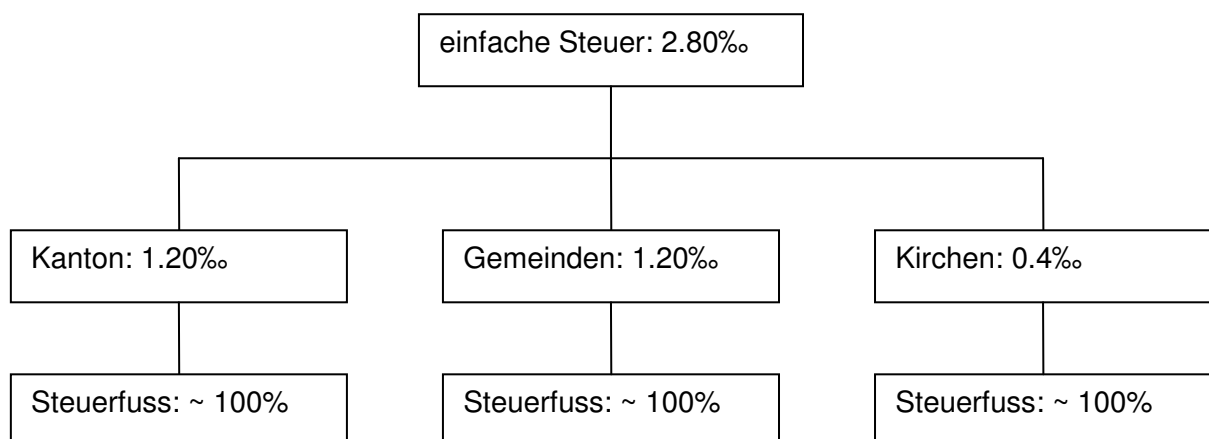 einfache Steuer: 2.80‰
Kanton: 1.20‰
Gemeinden: 1.20‰
Kirchen: 0.4‰
Steuerfuss: ~ 100%
Steuerfuss: ~ 100%
Steuerfuss: ~ 100%